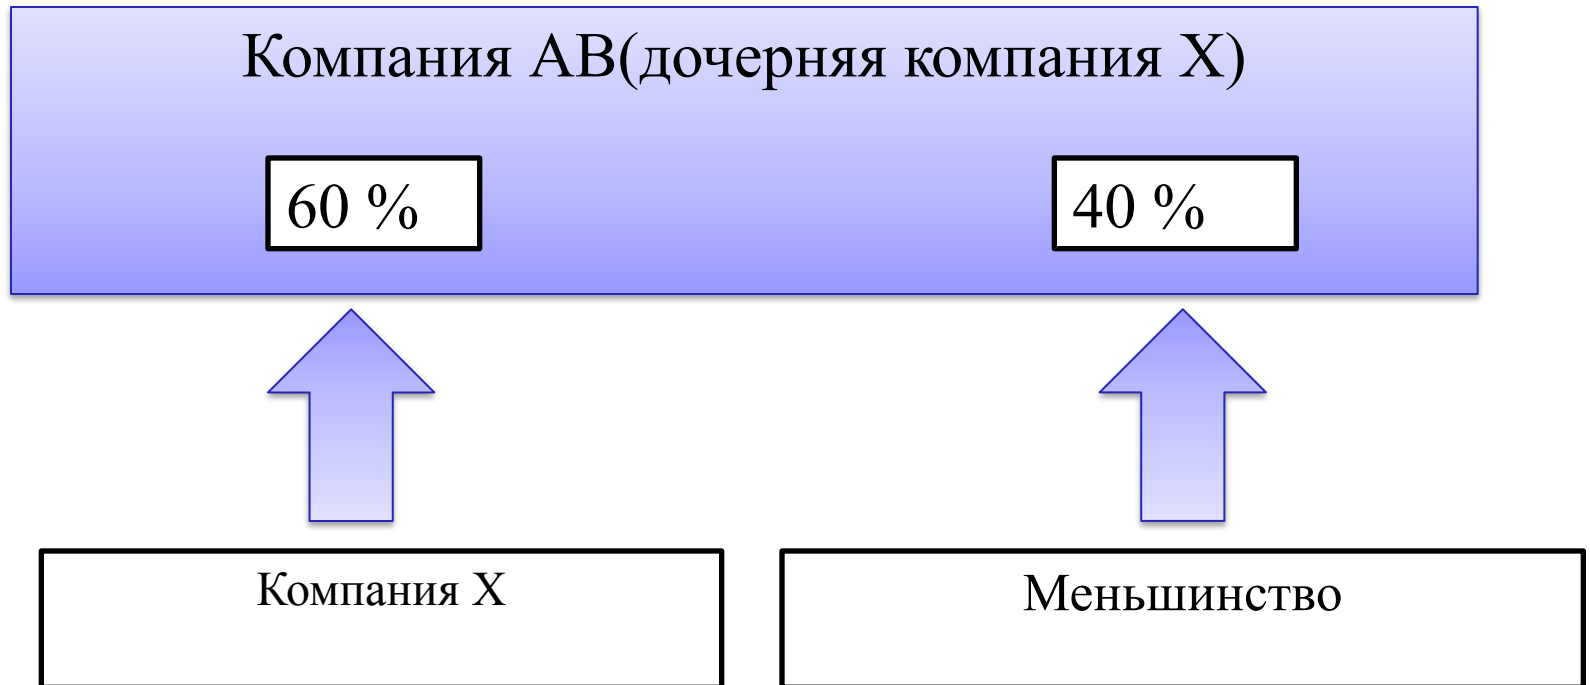 Компания АВ(дочерняя компания Х)
60 %
40 %
Компания Х
Меньшинство